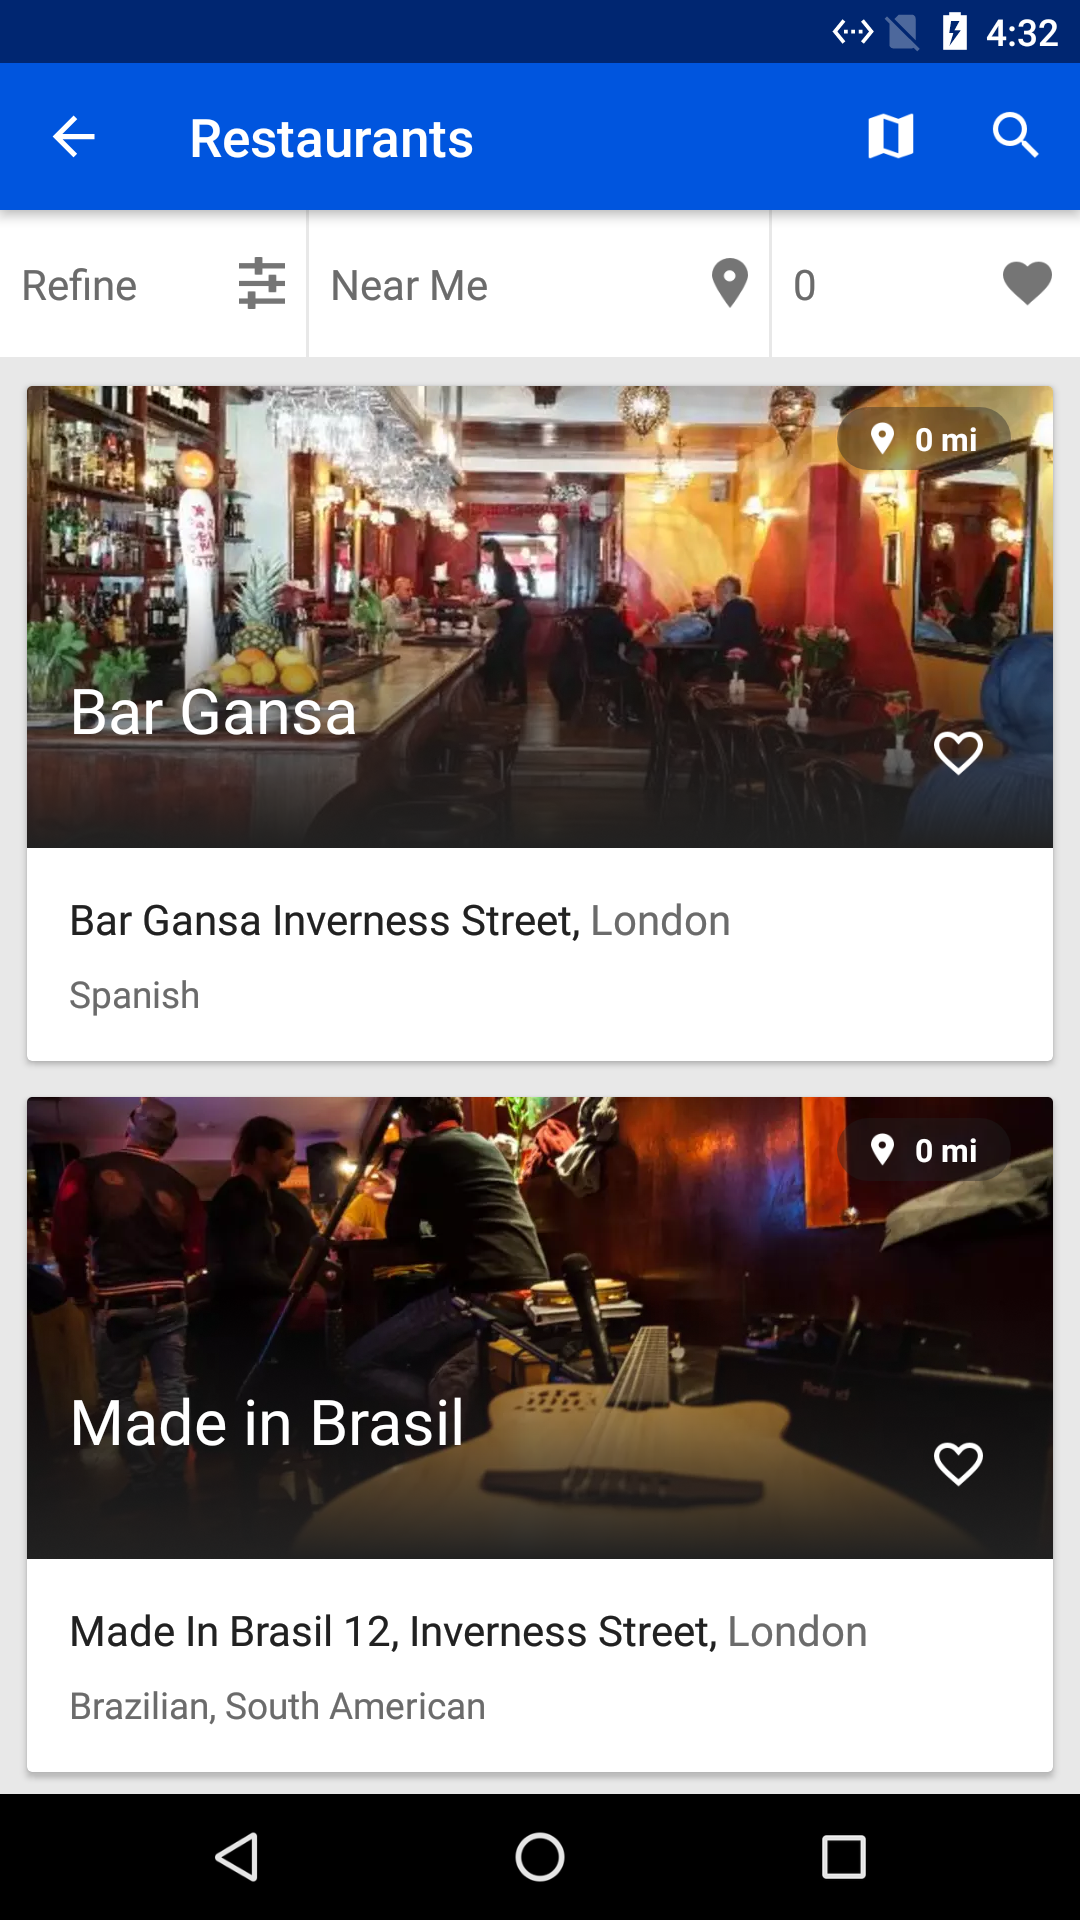 4:32
Restaurants
Refine
Near Me
0
0 mi
Bar Gansa
Bar Gansa Inverness Street, London
Spanish
0 mi
Made in Brasil
Made In Brasil 12, Inverness Street, London
Brazilian, South American